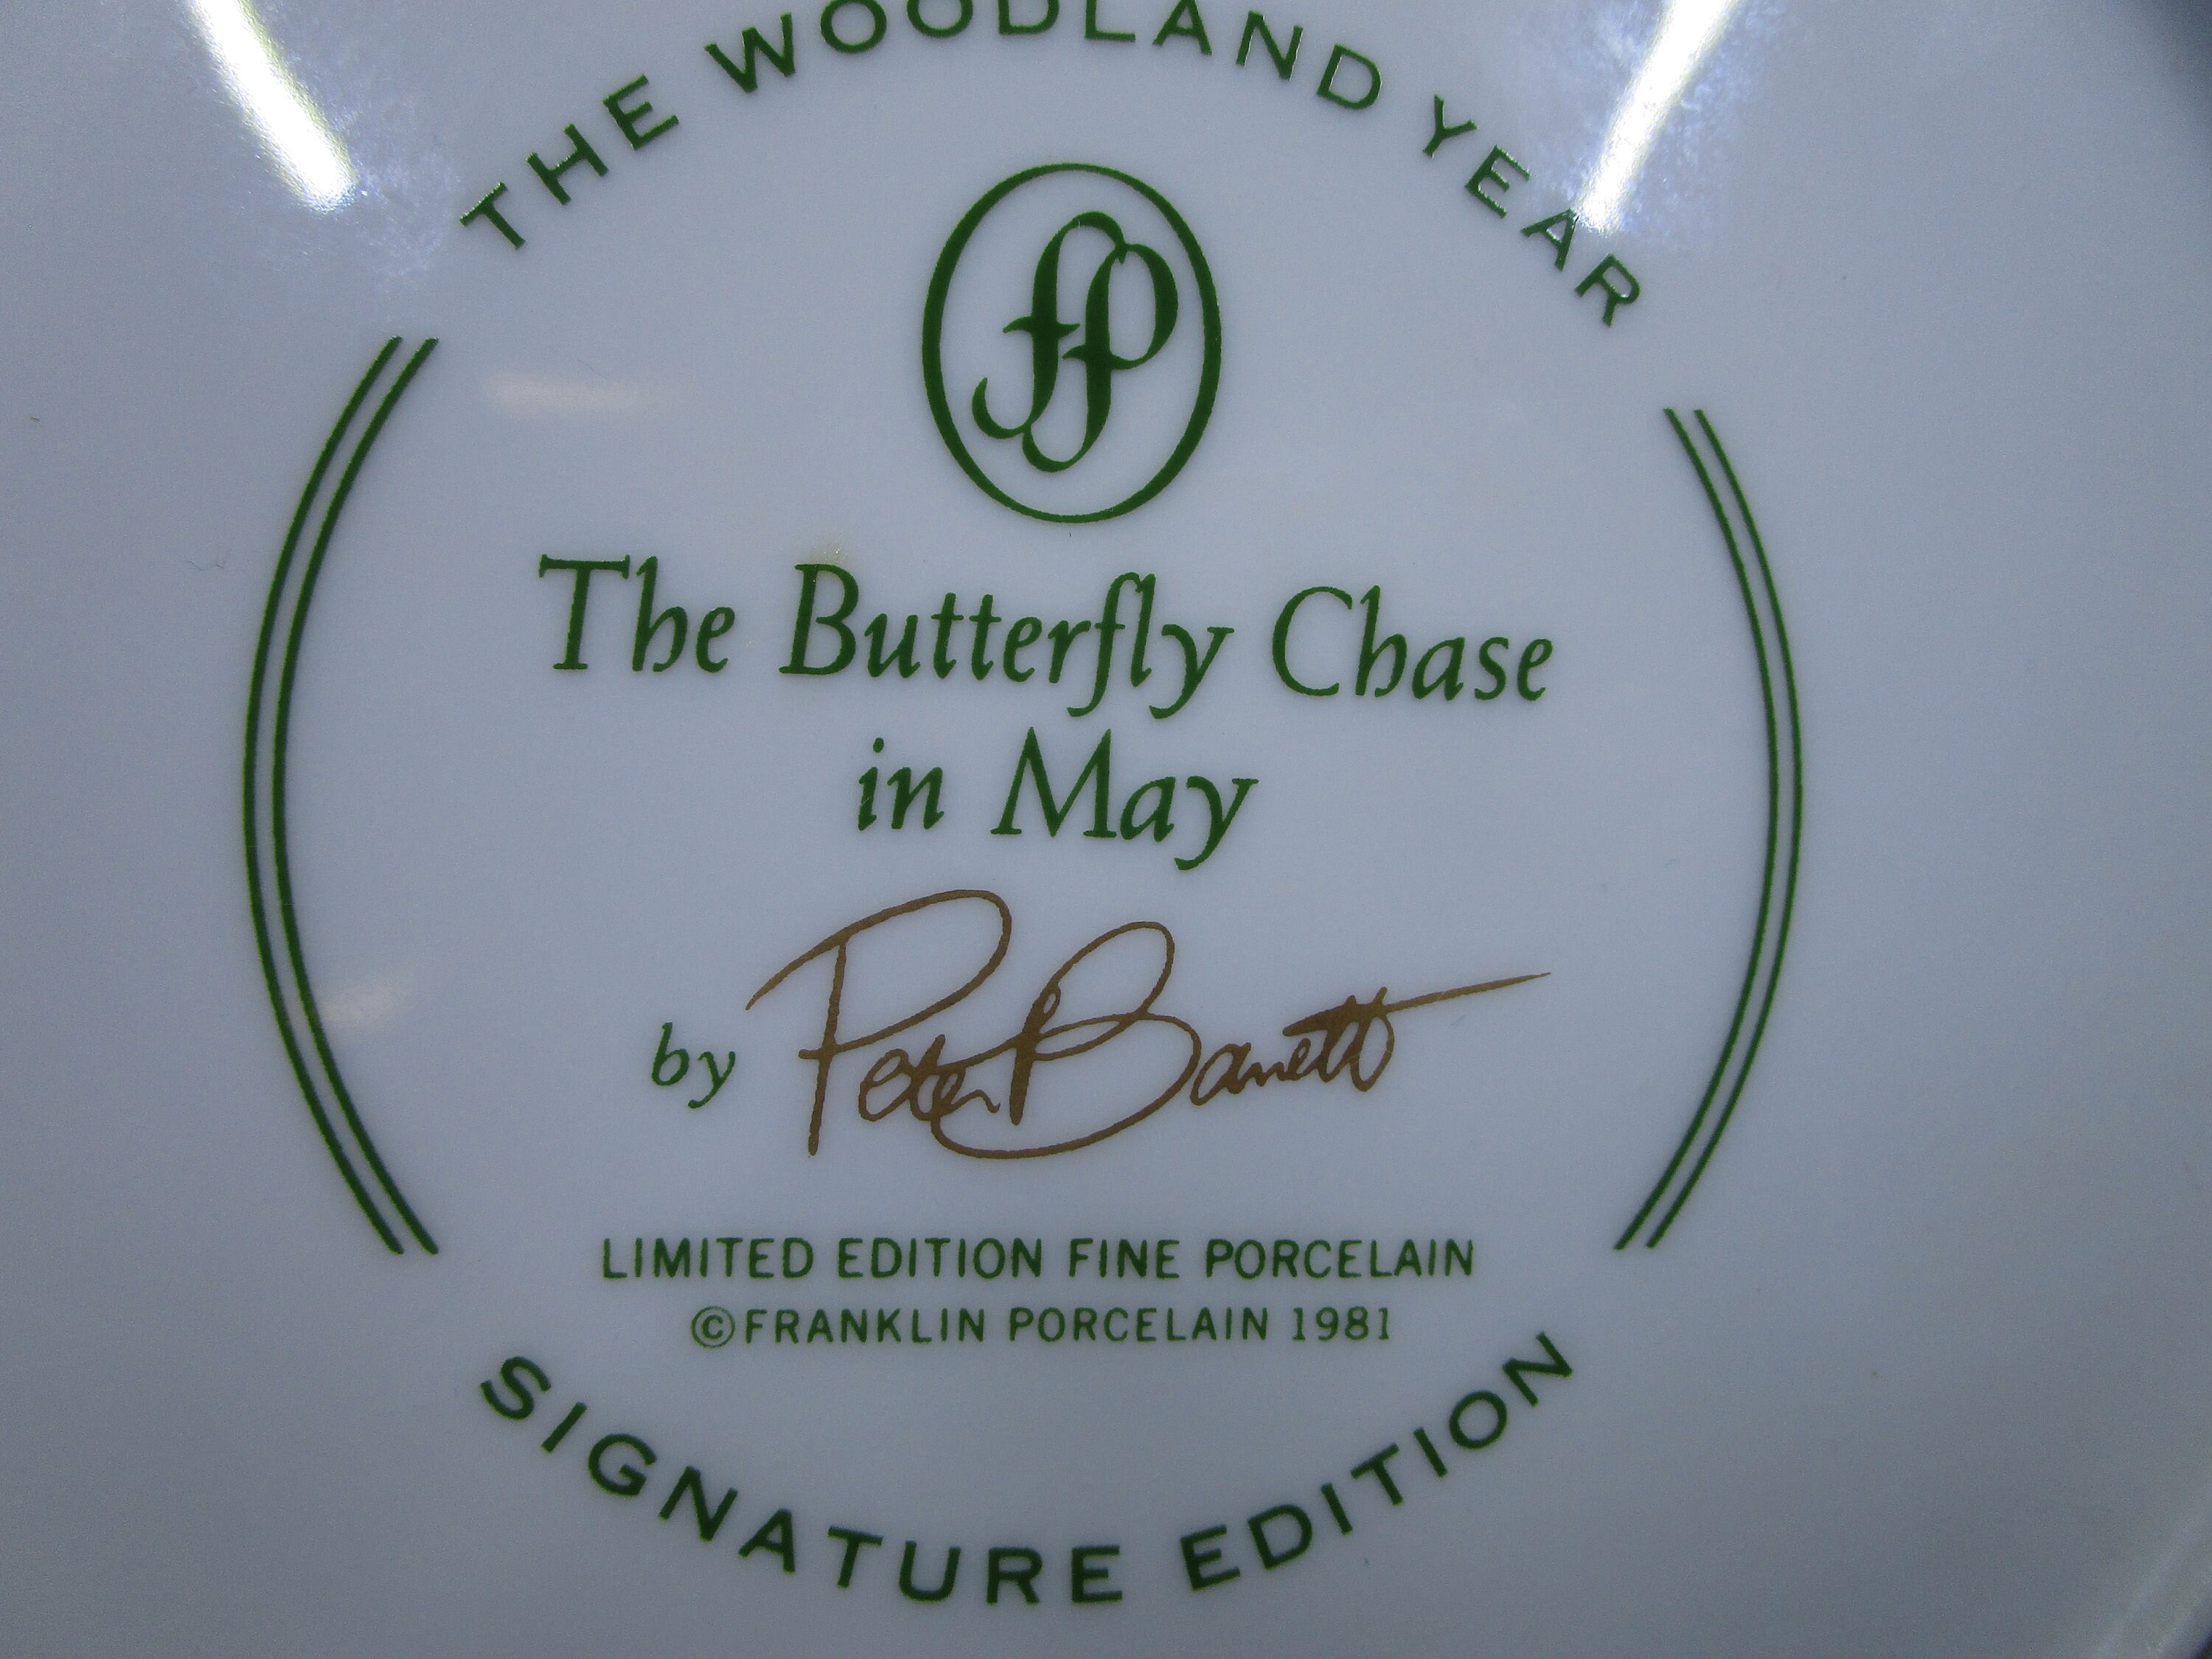 THE WOODLAND YEAR
fP
The Butterfly Chase
in May
by Peter Barrett
LIMITED EDITION FINE PORCELAIN
©FRANKLIN PORCELAIN 1981
SIGNATURE EDITION